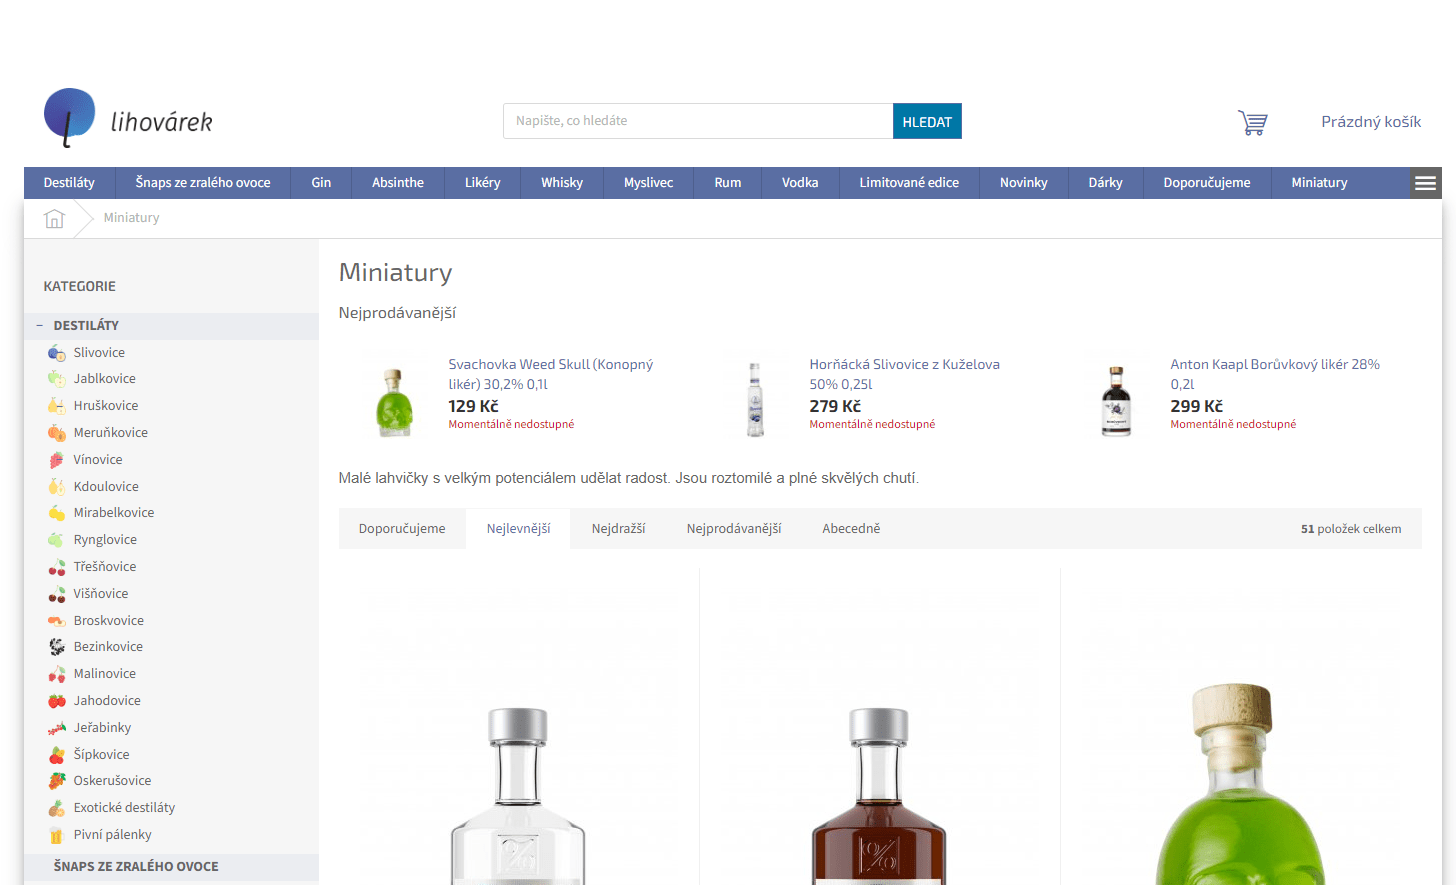 lihovárek
Napište, co hledáte
HLEDAT
Prázdný košík
Destiláty Šnaps ze zralého ovoce Gin Absinthe Likéry Whisky Myslivec Rum Vodka Limitované edice Novinky Dárky Doporučujeme Miniatury
Miniatury
KATEGORIE
− DESTILÁTY
Slivovice
Jablkovice
Hruškovice
Meruňkovice
Vínovice
Kdoulovice
Mirabelkovice
Rynglovice
Třešňovice
Višňovice
Broskvovice
Bezinkovice
Malinovice
Jahodovice
Jeřabinky
Šípkovice
Oskerušovice
Exotické destiláty
Pivní pálenky
ŠNAPS ZE ZRALÉHO OVOCE
Miniatury
Nejprodávanější
Svachovka Weed Skull (Konopný
likér) 30,2% 0,1l
129 Kč
Momentálně nedostupné
Horňácká Slivovice z Kuželova
50% 0,25l
279 Kč
Momentálně nedostupné
Anton Kaapl Borůvkový likér 28%
0,2l
299 Kč
Momentálně nedostupné
Malé lahvičky s velkým potenciálem udělat radost. Jsou roztomilé a plné skvělých chutí.
Doporučujeme Nejlevnější Nejdražší Nejprodávanější Abecedně 51 položek celkem